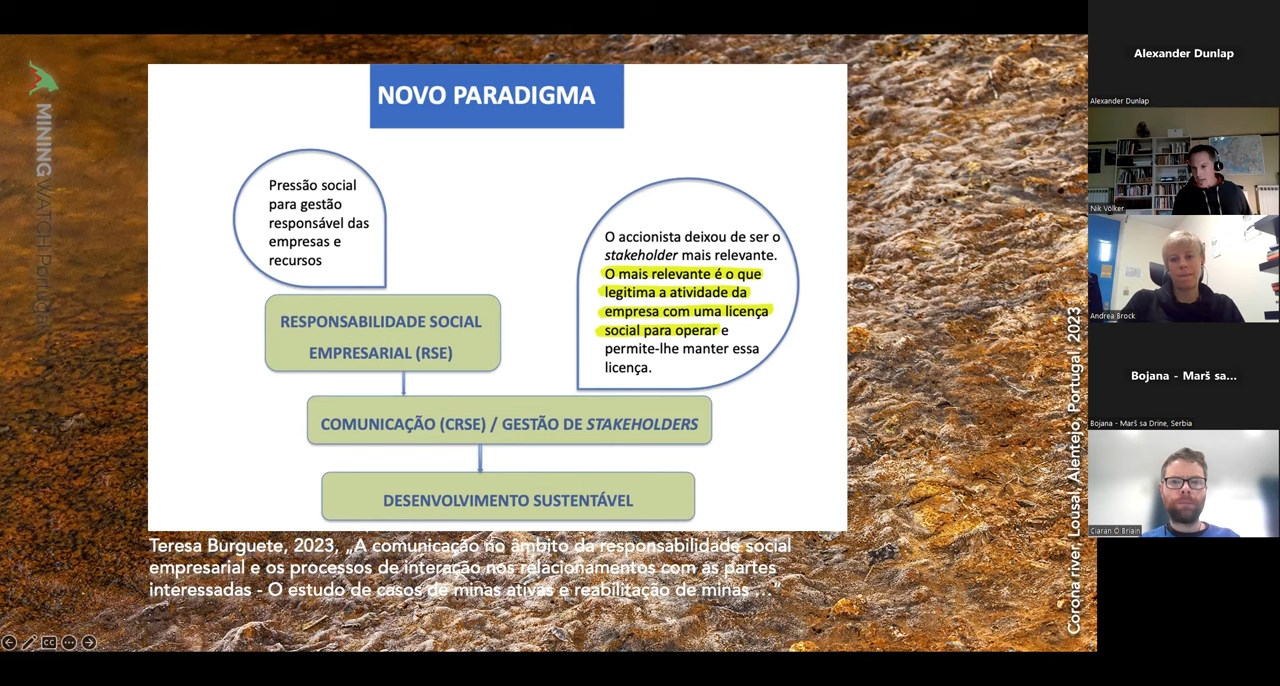 MININGWATCH Portugal
NOVO PARADIGMA
Pressão social
para gestão
responsável das
empresas e
recursos
O accionista deixou de ser o
stakeholder mais relevante.
O mais relevante é o que
legitima a atividade da
empresa com uma licença
social para operar e
permite-lhe manter essa
licença.
RESPONSABILIDADE SOCIAL
EMPRESARIAL (RSE)
COMUNICAÇÃO (CRSE) / GESTÃO DE STAKEHOLDERS
DESENVOLVIMENTO SUSTENTÁVEL
Teresa Burguete, 2023, „A comunicação no âmbito da responsabilidade social
empresarial e os processos de interação nos relacionamentos com as partes
interessadas - O estudo de casos de minas ativas e reabilitação de minas ...“
Corona river, Lousal, Alentejo, Portugal, 2023
CC
Alexander Dunlap
Alexander Dunlap
Nik Völker
Andrea Brock
Bojana - Marš sa...
Bojana - Marš sa Drine, Serbia
Ciaran Ó Briain